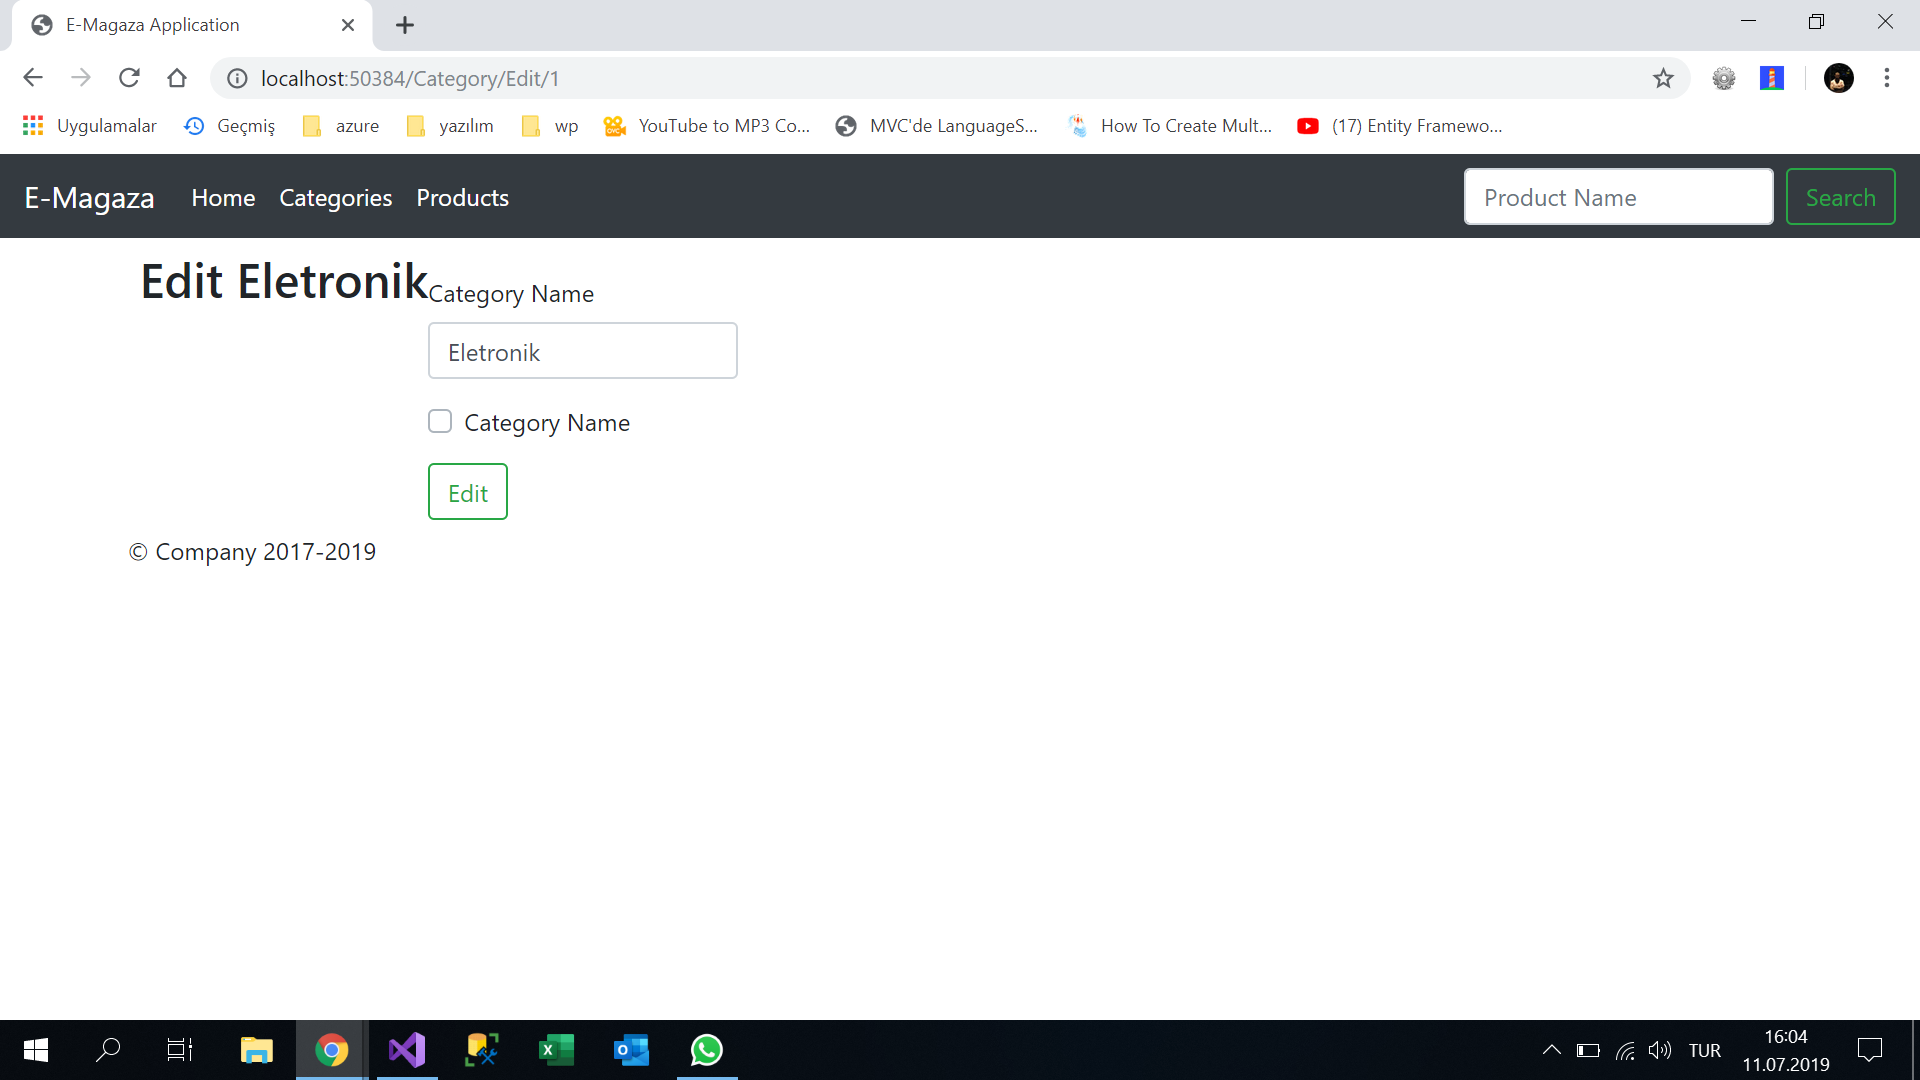 E-Magaza Application
localhost:50384/Category/Edit/1
Uygulamalar Geçmiş azure yazılım wp YouTube to MP3 Co... MVC'de LanguageS... How To Create Mult... (17) Entity Framewo...
E-Magaza Home Categories Products Product Name Search
Edit Eletronik
Category Name
Eletronik
Category Name
Edit
© Company 2017-2019
TUR
16:04
11.07.2019